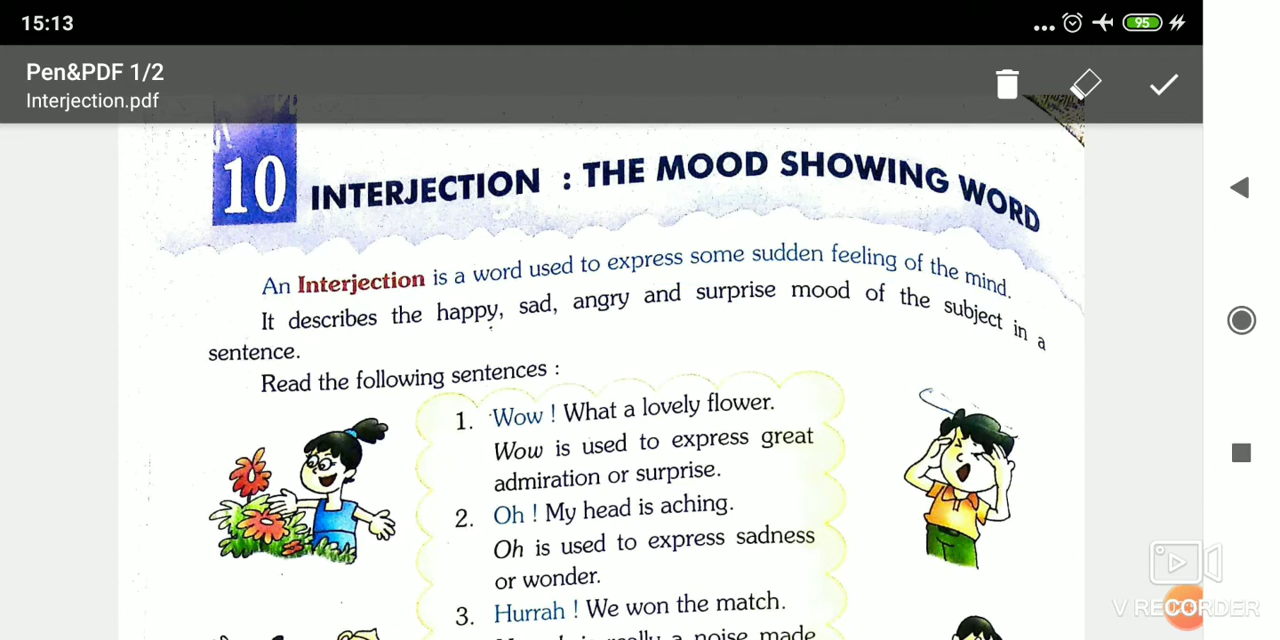 15:13
95
Pen&PDF 1/2
Interjection.pdf
10 INTERJECTION : THE MOOD SHOWING WORD
An Interjection is a word used to express some sudden feeling of the mind.
It describes the happy, sad, angry and surprise mood of the subject in a
sentence.
Read the following sentences :
1. Wow ! What a lovely flower.
Wow is used to express great
admiration or surprise.
2. Oh ! My head is aching.
Oh is used to express sadness
or wonder.
3. Hurrah ! We won the match.
is really a noise made
V RECORDER